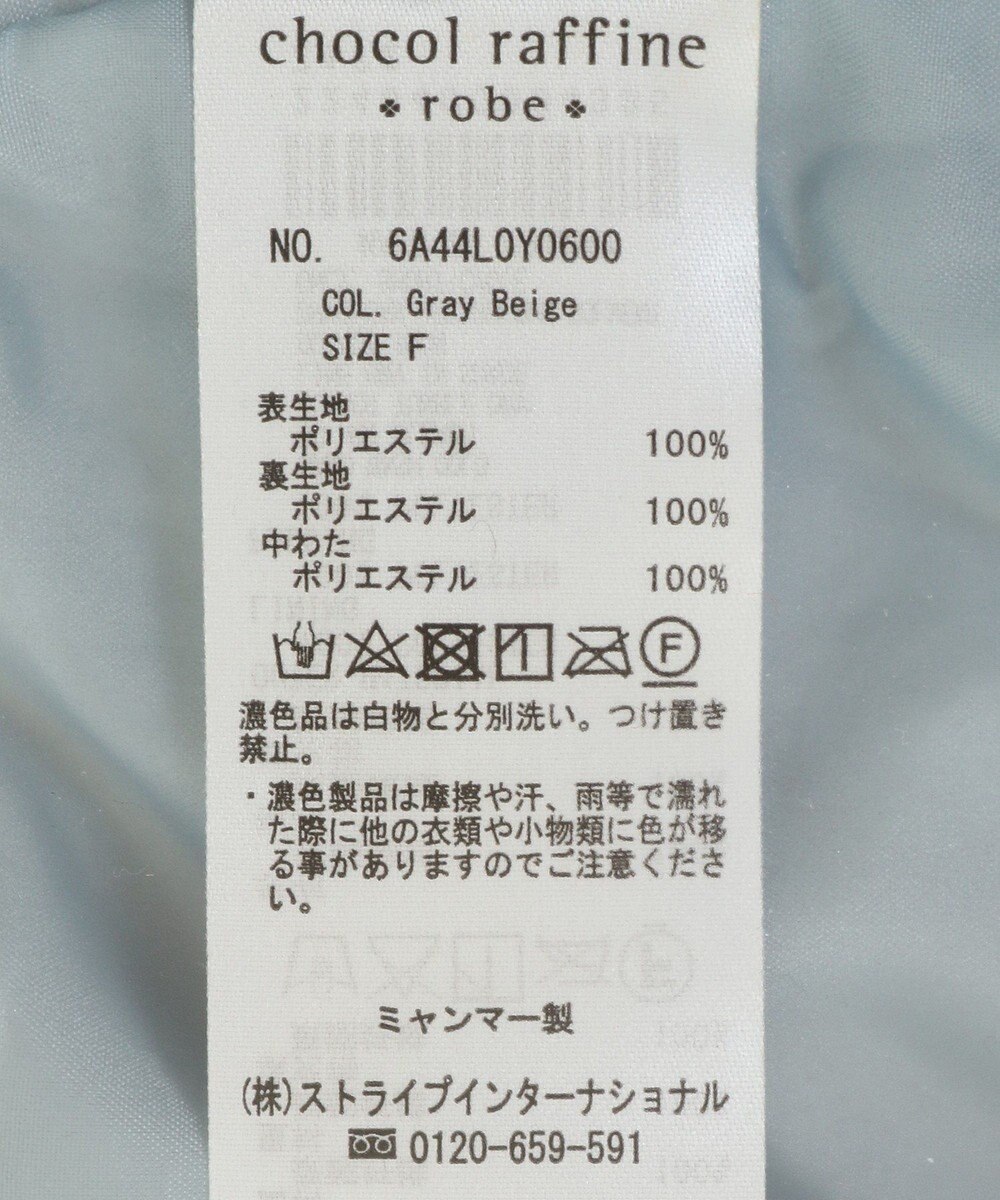 chocol raffine
robe
NO. 6A44L0Y0600
COL. Gray Beige
SIZE F
表生地
ポリエステル 100%
裏生地
ポリエステル 100%
中わた
ポリエステル 100%
F
濃色品は白物と分別洗い。つけ置き
禁止。
・濃色製品は摩擦や汗、雨等で濡れ
た際に他の衣類や小物類に色が移
る事がありますのでご注意くださ
い。
ミャンマー製
(株)ストライプインターナショナル
0120-659-591